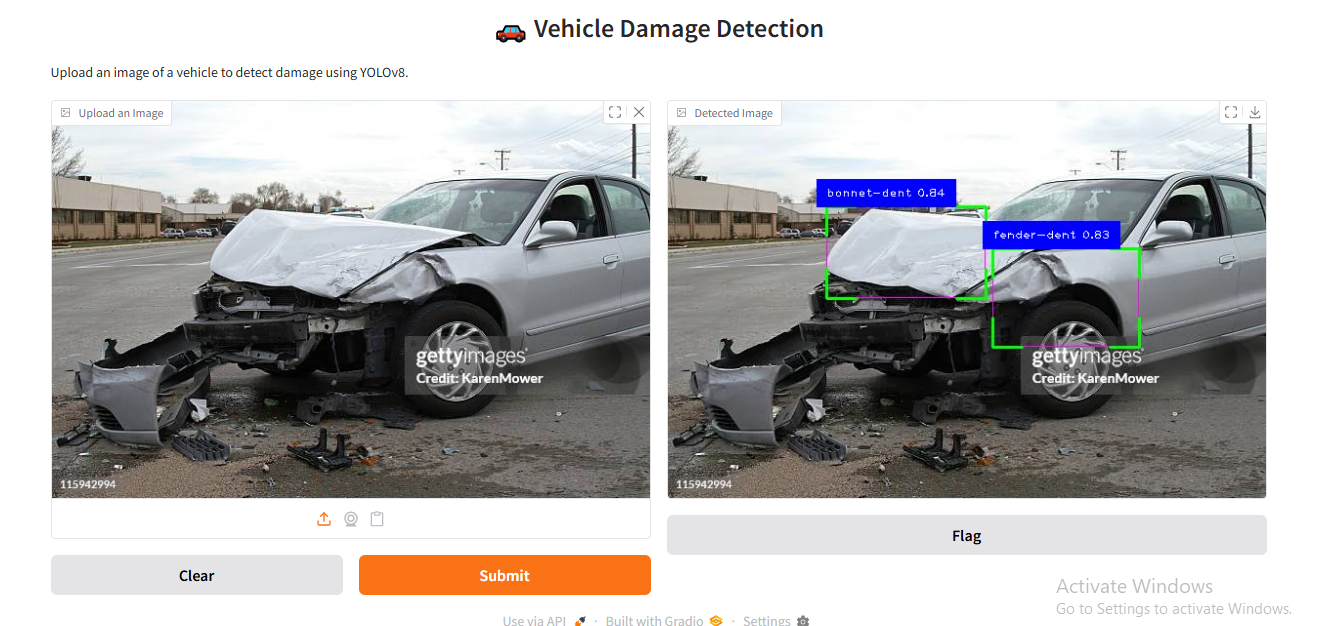 Vehicle Damage Detection
Upload an image of a vehicle to detect damage using YOLOv8.
Upload an Image
gettyimages®
Credit: KarenMower
115942994
Clear
Submit
Detected Image
bonnet-dent 0.84
fender-dent 0.83
gettyimages®
Credit: KarenMower
115942994
Flag
Activate Windows
Go to Settings to activate Windows.
Use via API · Built with Gradio · Settings